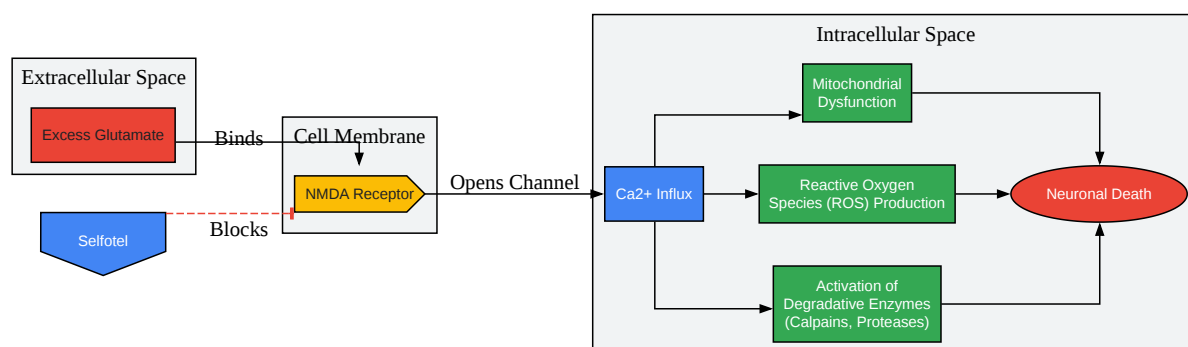 Extracellular Space
Excess Glutamate
Binds
Cell Membrane
NMDA Receptor
Selfotel
Blocks
Opens Channel
Intracellular Space
Ca2+ Influx
Mitochondrial
Dysfunction
Reactive Oxygen
Species (ROS) Production
Activation of
Degradative Enzymes
(Calpains, Proteases)
Neuronal Death